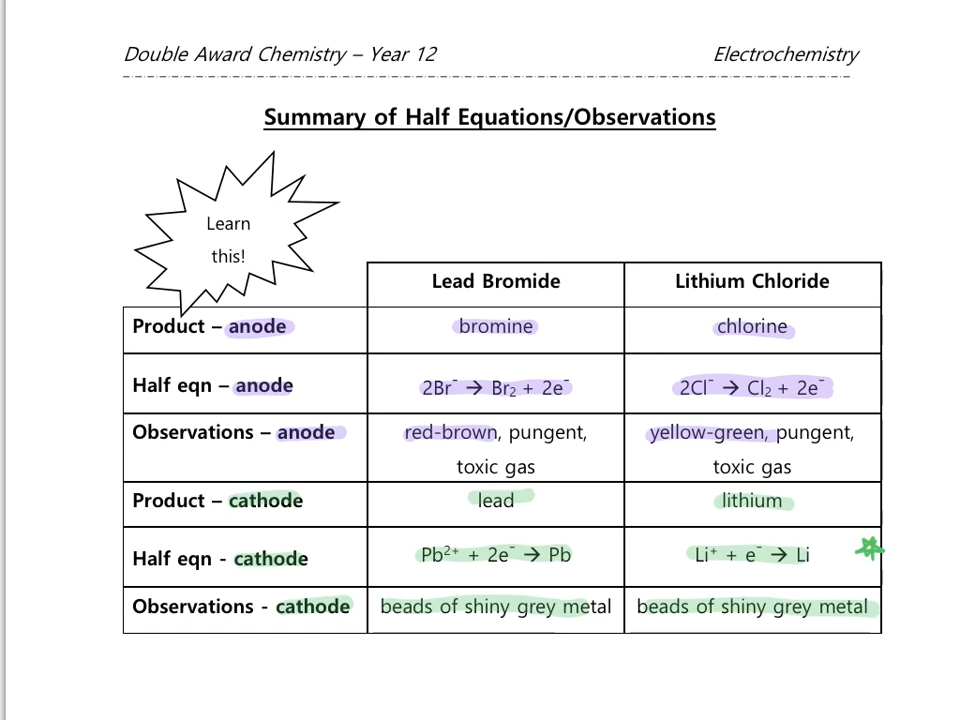 Double Award Chemistry – Year 12 Electrochemistry
Summary of Half Equations/Observations
Learn
this!
Lead Bromide Lithium Chloride
Product – anode bromine chlorine
Half eqn – anode 2Br⁻ → Br₂ + 2e⁻ 2Cl⁻ → Cl₂ + 2e⁻
Observations – anode red-brown, pungent, yellow-green, pungent,
toxic gas toxic gas
Product – cathode lead lithium
Half eqn - cathode Pb²⁺ + 2e⁻ → Pb Li⁺ + e⁻ → Li
Observations - cathode beads of shiny grey metal beads of shiny grey metal